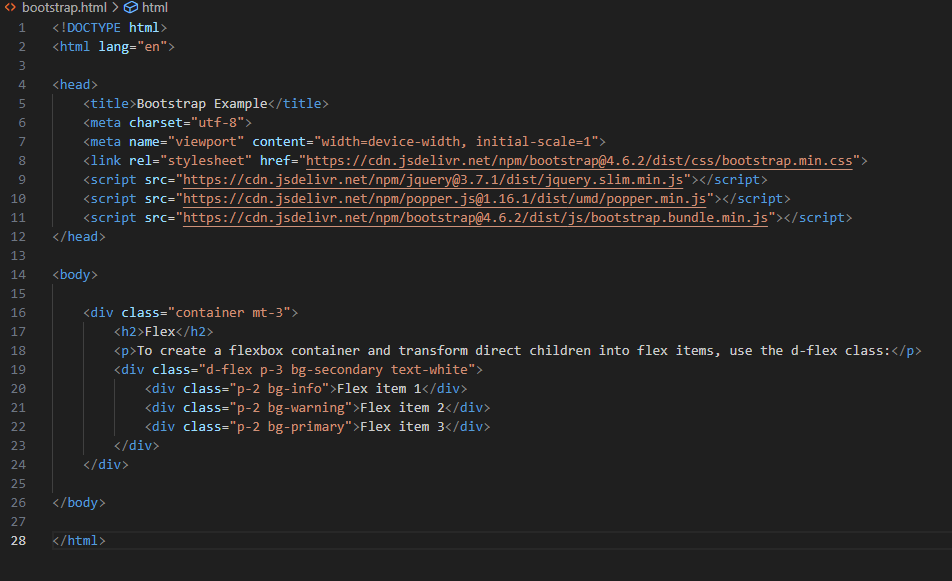 bootstrap.html > html
1 <!DOCTYPE html>
2 <html lang="en">
3
4 <head>
5     <title>Bootstrap Example</title>
6     <meta charset="utf-8">
7     <meta name="viewport" content="width=device-width, initial-scale=1">
8     <link rel="stylesheet" href="https://cdn.jsdelivr.net/npm/bootstrap@4.6.2/dist/css/bootstrap.min.css">
9     <script src="https://cdn.jsdelivr.net/npm/jquery@3.7.1/dist/jquery.slim.min.js"></script>
10     <script src="https://cdn.jsdelivr.net/npm/popper.js@1.16.1/dist/umd/popper.min.js"></script>
11     <script src="https://cdn.jsdelivr.net/npm/bootstrap@4.6.2/dist/js/bootstrap.bundle.min.js"></script>
12 </head>
13
14 <body>
15
16     <div class="container mt-3">
17         <h2>Flex</h2>
18         <p>To create a flexbox container and transform direct children into flex items, use the d-flex class:</p>
19         <div class="d-flex p-3 bg-secondary text-white">
20             <div class="p-2 bg-info">Flex item 1</div>
21             <div class="p-2 bg-warning">Flex item 2</div>
22             <div class="p-2 bg-primary">Flex item 3</div>
23         </div>
24     </div>
25
26 </body>
27
28 </html>